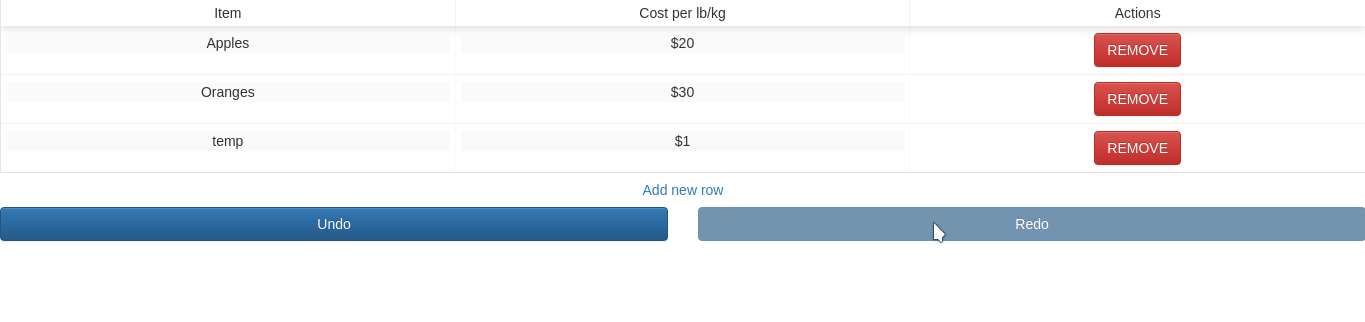 Item Cost per lb/kg Actions
Apples $20 REMOVE
Oranges $30 REMOVE
temp $1 REMOVE
Add new row
Undo Redo